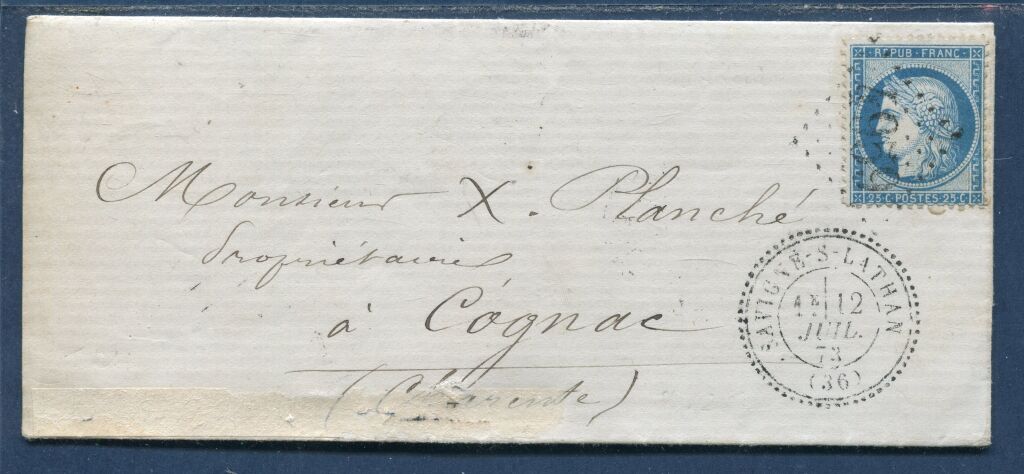 REPUB · FRANC ·
25 C POSTES 25 C
Monsieur X. Planché
Propriétaire
à Cognac
(Charente)
SAVIGNÉ-S-LATHAN
12
JUIL.
73
(36)